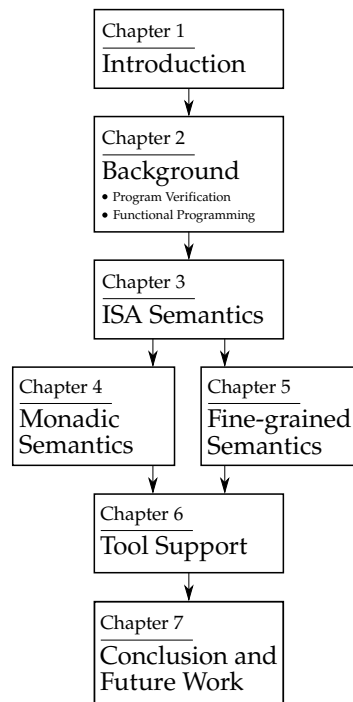 Chapter 1
Introduction
Chapter 2
Background
• Program Verification
• Functional Programming
Chapter 3
ISA Semantics
Chapter 4
Monadic
Semantics
Chapter 5
Fine-grained
Semantics
Chapter 6
Tool Support
Chapter 7
Conclusion and
Future Work